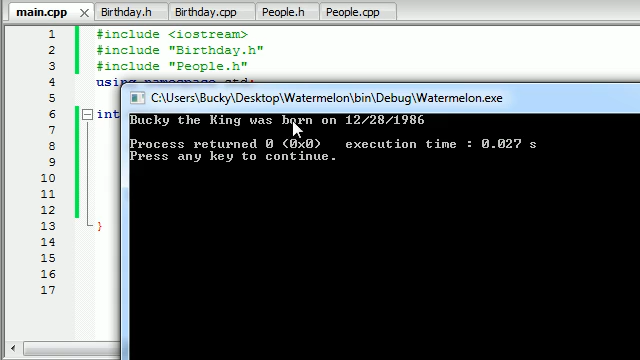 main.cpp Birthday.h Birthday.cpp People.h People.cpp
1 #include <iostream>
2 #include "Birthday.h"
3 #include "People.h"
4 using namespace std;
5
6 int
7
8
9
10
11
12
13 }
14
15
16
17
C:\Users\Bucky\Desktop\Watermelon\bin\Debug\Watermelon.exe
Bucky the King was born on 12/28/1986
Process returned 0 (0x0) execution time : 0.027 s
Press any key to continue.